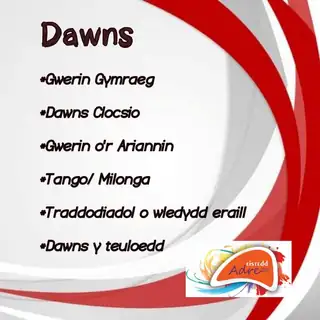 Dawns
•Gwerin Gymraeg
•Dawns Clocsio
•Gwerin o'r Ariannin
•Tango/ Milonga
•Traddodiadol o wledydd eraill
•Dawns y teuloedd
Adre